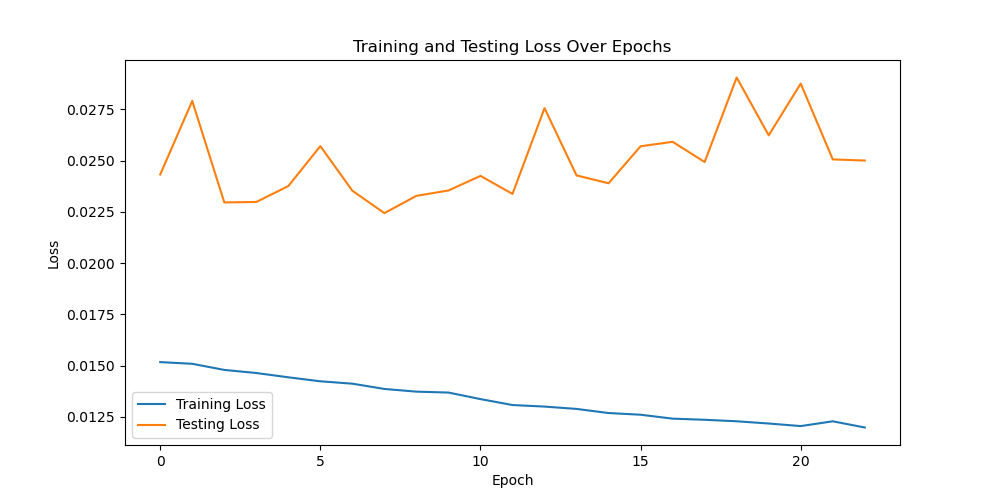 Training and Testing Loss Over Epochs
Loss
0.0275
0.0250
0.0225
0.0200
0.0175
0.0150
0.0125
Training Loss
Testing Loss
0 5 10 15 20
Epoch